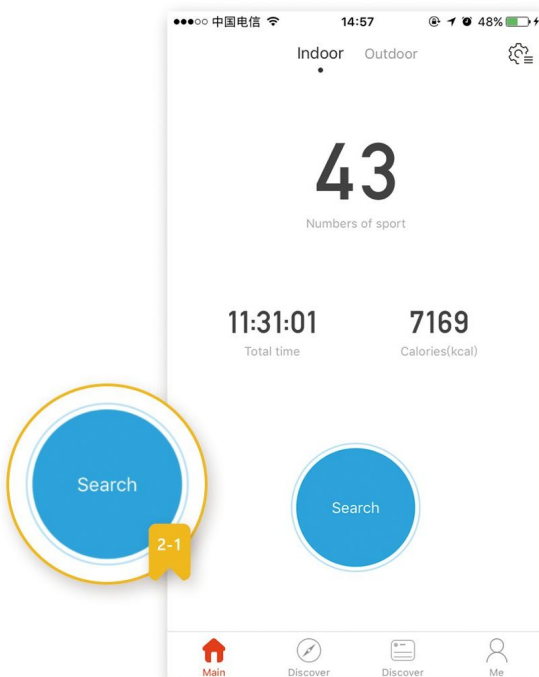 中国电信 14:57 48%
Indoor Outdoor
43
Numbers of sport
11:31:01 7169
Total time Calories(kcal)
Search
2-1
Search
Main Discover Discover Me